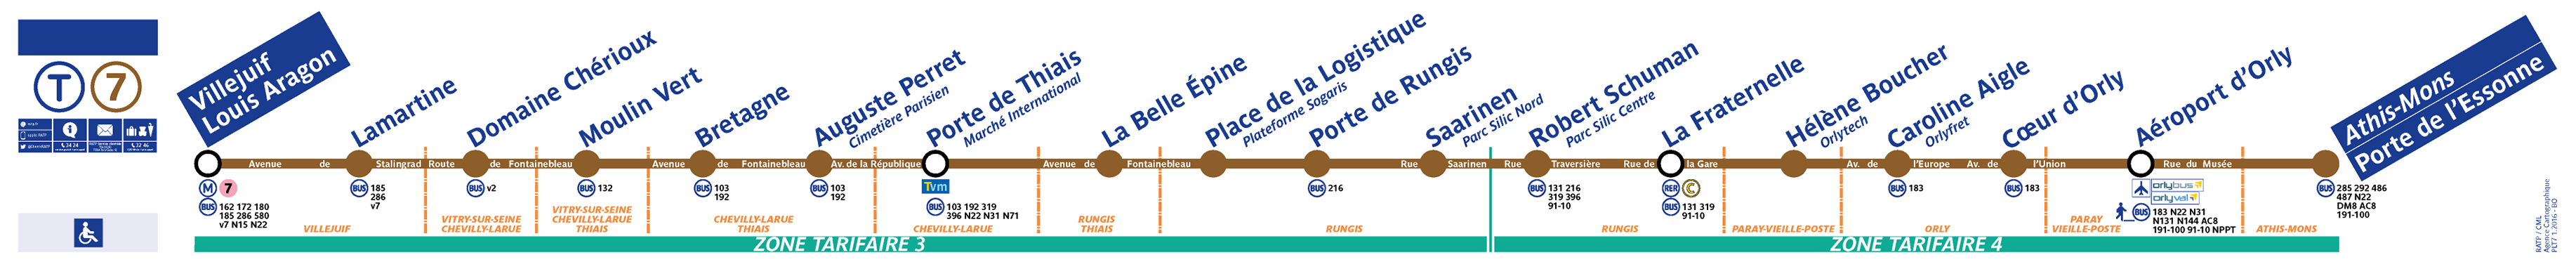 T 7
i
34 24
32 46
Villejuif
Louis Aragon
Lamartine
Domaine Chérioux
Moulin Vert
Bretagne
Auguste Perret
Cimetière Parisien
Porte de Thiais
Marché International
La Belle Épine
Place de la Logistique
Plateforme Sogaris
Porte de Rungis
Saarinen
Parc Silic Nord
Robert Schuman
Parc Silic Centre
La Fraternelle
Hélène Boucher
Orlytech
Caroline Aigle
Orlyfret
Cœur d'Orly
Aéroport d'Orly
Athis-Mons
Porte de l'Essonne
Avenue de Stalingrad
Route de Fontainebleau
Avenue de Fontainebleau
Av. de la République
Avenue de Fontainebleau
Rue Saarinen
Rue Traversière
Rue de la Gare
Av. de l'Europe
Av. de l'Union
Rue du Musée
M 7
BUS 162 172 180
185 286 580
v7 N15 N22
BUS 185
286
v7
BUS v2
BUS 132
BUS 103
192
BUS 103
192
Tvm
BUS 103 192 319
396 N22 N31 N71
BUS 216
BUS 131 216
319 396
91-10
RER C
BUS 131 319
91-10
BUS 183
BUS 183
orlybus
orlyval
BUS 183 N22 N31
N131 N144 AC8
191-100 91-10 NPPT
BUS 285 292 486
487 N22
DM8 AC8
191-100
VILLEJUIF
VITRY-SUR-SEINE
CHEVILLY-LARUE
VITRY-SUR-SEINE
CHEVILLY-LARUE
THIAIS
CHEVILLY-LARUE
THIAIS
CHEVILLY-LARUE
RUNGIS
THIAIS
RUNGIS
RUNGIS
PARAY-VIEILLE-POSTE
ORLY
PARAY
VIEILLE-POSTE
ATHIS-MONS
ZONE TARIFAIRE 3
ZONE TARIFAIRE 4
RATP / CML
Agence Cartographique
PLT7 1.2016 - BO